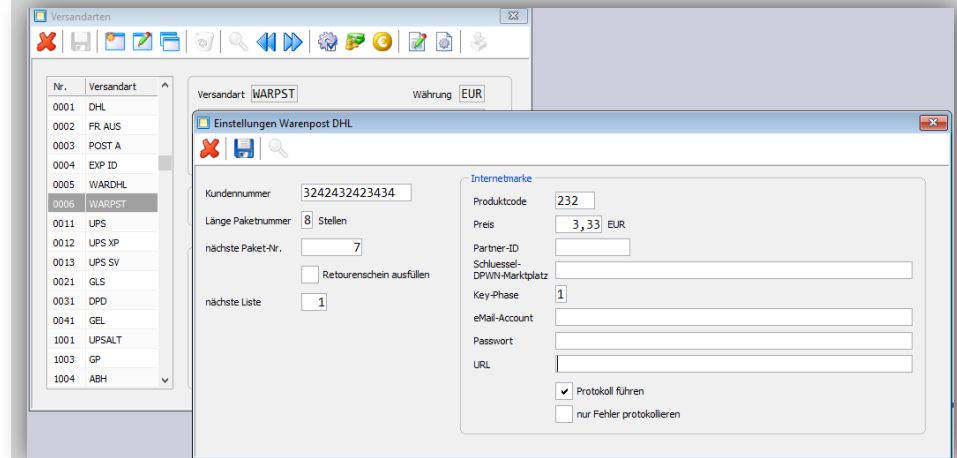 Versandarten
Nr. Versandart
0001 DHL
0002 FR AUS
0003 POST A
0004 EXP ID
0005 WARDHL
0006 WARPST
0011 UPS
0012 UPS XP
0013 UPS SV
0021 GLS
0031 DPD
0041 GEL
1001 UPSALT
1003 GP
1004 ABH
Versandart WARPST Währung EUR
Einstellungen Warenpost DHL
Kundennummer 3242432423434
Länge Paketnummer 8 Stellen
nächste Paket-Nr. 7
Retourenschein ausfüllen
nächste Liste 1
Internetmarke
Produktcode 232
Preis 3,33 EUR
Partner-ID
Schluessel-
DPWN-Marktplatz
Key-Phase 1
eMail-Account
Passwort
URL
Protokoll führen
nur Fehler protokollieren